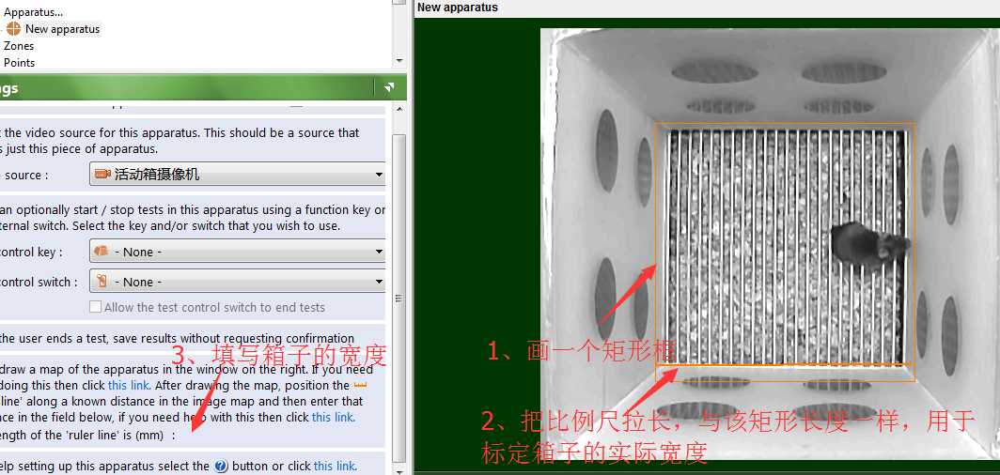 Apparatus...
New apparatus
Zones
Points
gs
t the video source for this apparatus. This should be a source that
s just this piece of apparatus.
source :
活动箱摄像机
an optionally start / stop tests in this apparatus using a function key or
ternal switch. Select the key and/or switch that you wish to use.
control key :
- None -
control switch :
- None -
Allow the test control switch to end tests
the user ends a test, save results without requesting confirmation
3、填写箱子的宽度
draw a map of the apparatus in the window on the right. If you need
doing this then click this link. After drawing the map, position the
line' along a known distance in the image map and then enter that
ce in the field below, if you need help with this then click this link.
ength of the 'ruler line' is (mm) :
elp setting up this apparatus select the ? button or click this link.
New apparatus
1、画一个矩形框
2、把比例尺拉长，与该矩形长度一样，用于
标定箱子的实际宽度